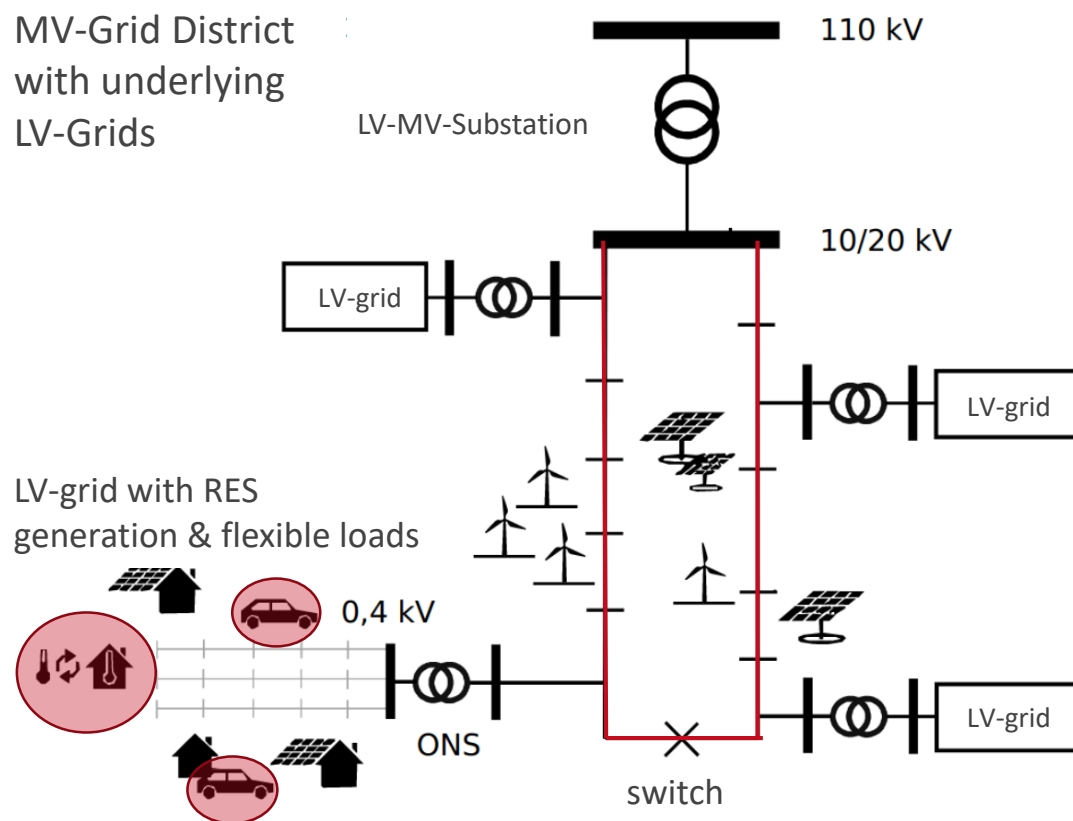 MV-Grid District
with underlying
LV-Grids
110 kV
LV-MV-Substation
10/20 kV
LV-grid
LV-grid
LV-grid with RES
generation & flexible loads
0,4 kV
ONS
LV-grid
switch